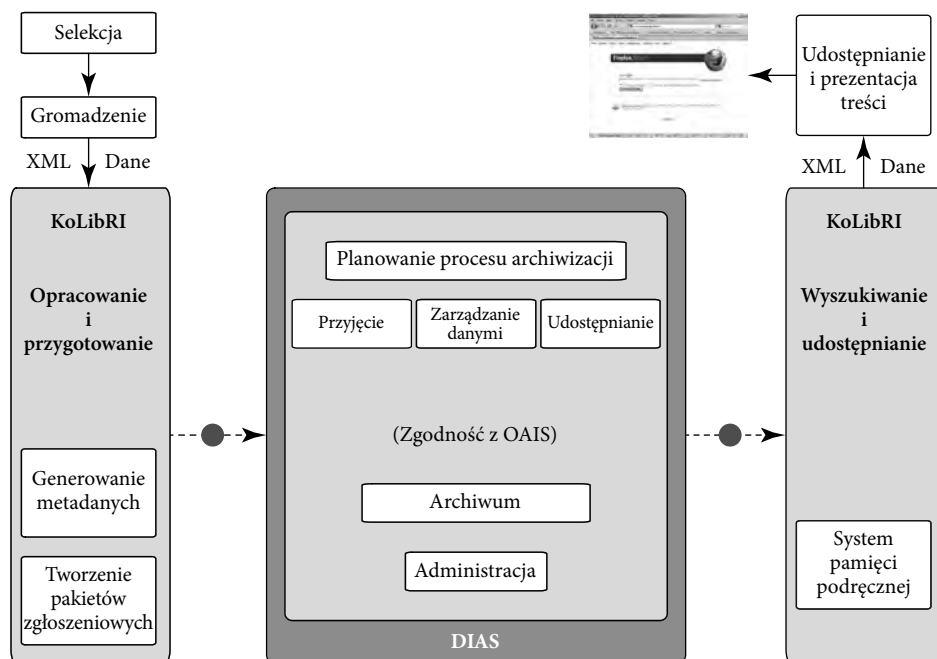 Selekcja
Gromadzenie
XML Dane
KoLibRI
Opracowanie
i
przygotowanie
Generowanie
metadanych
Tworzenie
pakietów
zgłoszeniowych
Planowanie procesu archiwizacji
Przyjęcie
Zarządzanie
danymi
Udostępnianie
(Zgodność z OAIS)
Archiwum
Administracja
DIAS
Udostępnianie
i prezentacja
treści
XML Dane
KoLibRI
Wyszukiwanie
i
udostępnianie
System
pamięci
podręcznej